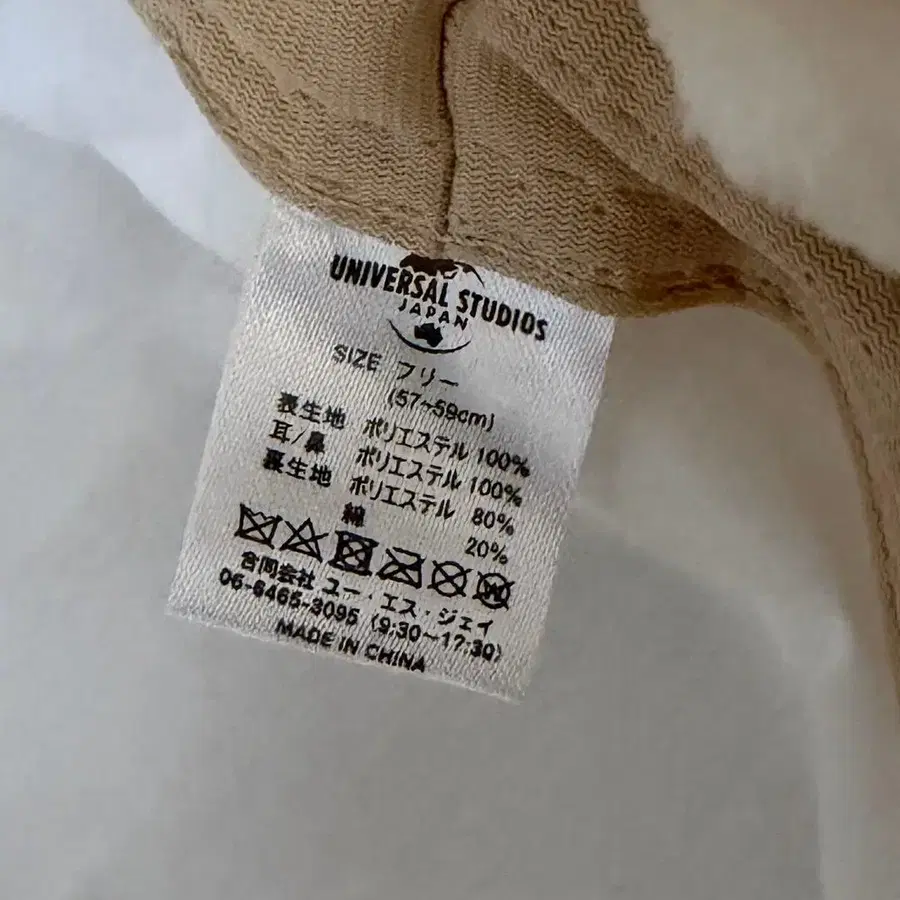 UNIVERSAL STUDIOS
JAPAN
SIZE フリー
(57~59cm)
表生地 ポリエステル 100%
耳/鼻 ポリエステル 100%
裏生地 ポリエステル 80%
綿 20%
W
合同会社 ユー・エス・ジェイ
06-6465-3095 (9:30~17:30)
MADE IN CHINA